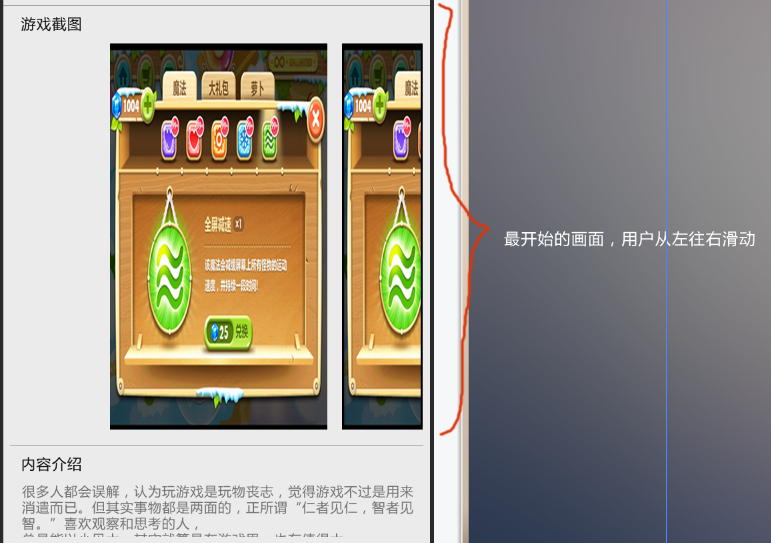 游戏截图
魔法
大礼包
萝卜
1004
全屏减速 x1
该魔法会减缓屏幕上所有怪物的运动
速度，并持续一段时间!
25 兑换
魔法
1004
最开始的画面，用户从左往右滑动
内容介绍
很多人都会误解，认为玩游戏是玩物丧志，觉得游戏不过是用来
消遣而已。但其实事物都是两面的，正所谓“仁者见仁，智者见
智。”喜欢观察和思考的人，